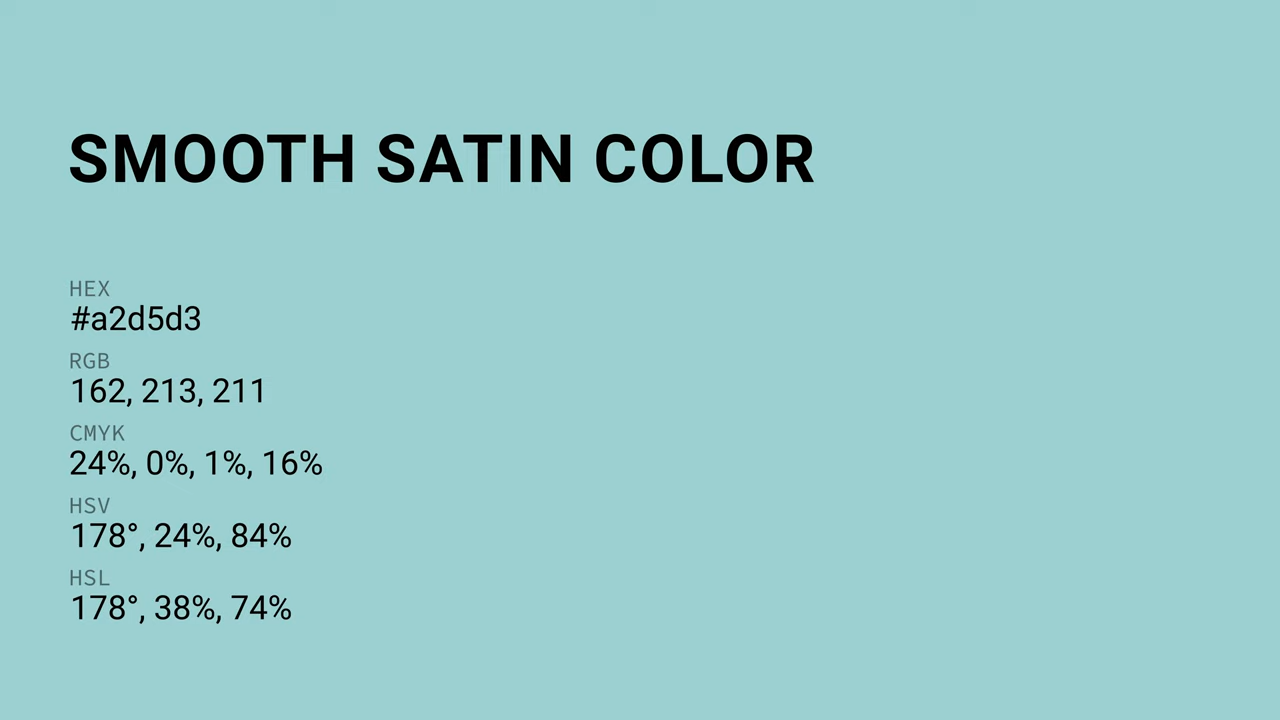 SMOOTH SATIN COLOR
HEX
#a2d5d3
RGB
162, 213, 211
CMYK
24%, 0%, 1%, 16%
HSV
178°, 24%, 84%
HSL
178°, 38%, 74%